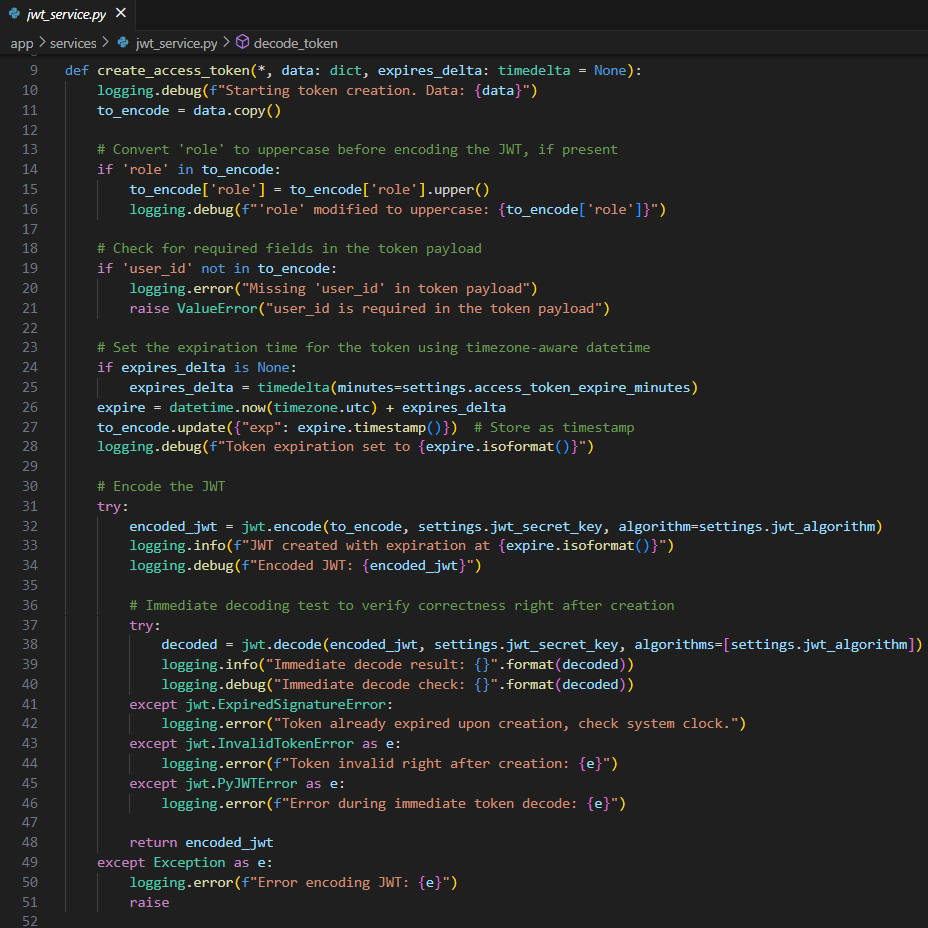 jwt_service.py ×
app > services > jwt_service.py > decode_token
9 def create_access_token(*, data: dict, expires_delta: timedelta = None):
10     logging.debug(f"Starting token creation. Data: {data}")
11     to_encode = data.copy()
12
13     # Convert 'role' to uppercase before encoding the JWT, if present
14     if 'role' in to_encode:
15         to_encode['role'] = to_encode['role'].upper()
16         logging.debug(f"'role' modified to uppercase: {to_encode['role']}")
17
18     # Check for required fields in the token payload
19     if 'user_id' not in to_encode:
20         logging.error("Missing 'user_id' in token payload")
21         raise ValueError("user_id is required in the token payload")
22
23     # Set the expiration time for the token using timezone-aware datetime
24     if expires_delta is None:
25         expires_delta = timedelta(minutes=settings.access_token_expire_minutes)
26     expire = datetime.now(timezone.utc) + expires_delta
27     to_encode.update({"exp": expire.timestamp()})  # Store as timestamp
28     logging.debug(f"Token expiration set to {expire.isoformat()}")
29
30     # Encode the JWT
31     try:
32         encoded_jwt = jwt.encode(to_encode, settings.jwt_secret_key, algorithm=settings.jwt_algorithm)
33         logging.info(f"JWT created with expiration at {expire.isoformat()}")
34         logging.debug(f"Encoded JWT: {encoded_jwt}")
35
36         # Immediate decoding test to verify correctness right after creation
37         try:
38             decoded = jwt.decode(encoded_jwt, settings.jwt_secret_key, algorithms=[settings.jwt_algorithm])
39             logging.info("Immediate decode result: {}".format(decoded))
40             logging.debug("Immediate decode check: {}".format(decoded))
41         except jwt.ExpiredSignatureError:
42             logging.error("Token already expired upon creation, check system clock.")
43         except jwt.InvalidTokenError as e:
44             logging.error(f"Token invalid right after creation: {e}")
45         except jwt.PyJWTError as e:
46             logging.error(f"Error during immediate token decode: {e}")
47
48         return encoded_jwt
49     except Exception as e:
50         logging.error(f"Error encoding JWT: {e}")
51         raise
52